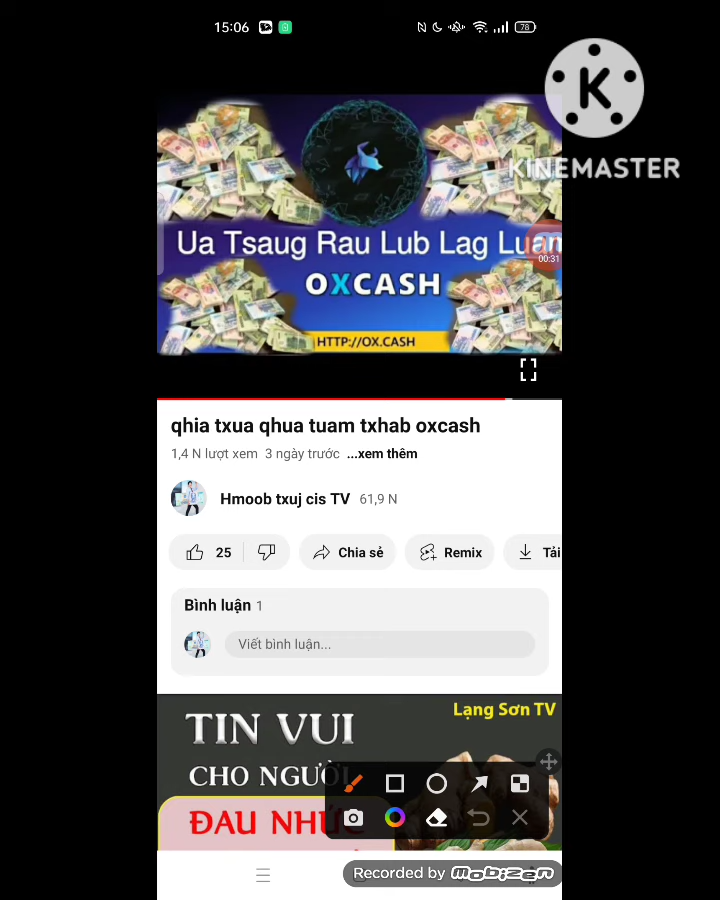 15:06
78
KINEMASTER
Ua Tsaug Rau Lub Lag Luam
00:31
OXCASH
HTTP://OX.CASH
qhia txua qhua tuam txhab oxcash
1,4 N lượt xem 3 ngày trước ...xem thêm
Hmoob txuj cis TV 61,9 N
25 Chia sẻ Remix Tải
Bình luận 1
Viết bình luận...
Lạng Sơn TV
TIN VUI
CHO NGƯỜI
ĐAU NHỨC
Recorded by mobizen